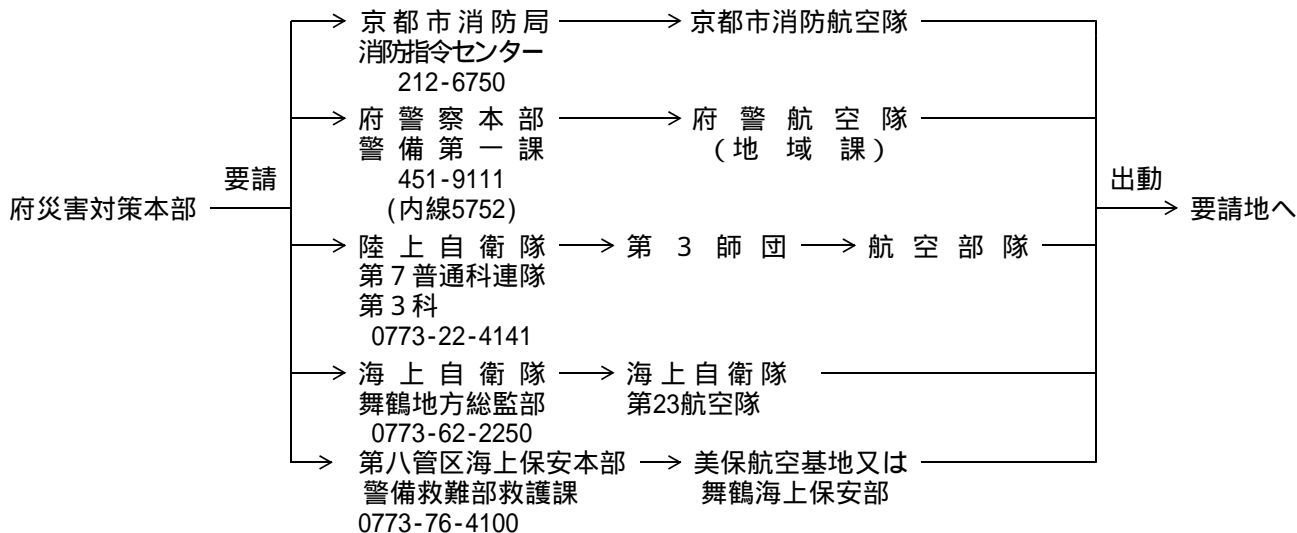 京都市消防局 → 京都市消防航空隊
消防指令センター
212-6750
府警察本部 → 府警航空隊
警備第一課 (地域課)
451-9111
(内線5752)
要請
出動
府災害対策本部 → 要請地へ
陸上自衛隊 → 第3師団 → 航空部隊
第7普通科連隊
第3科
0773-22-4141
海上自衛隊 → 海上自衛隊
舞鶴地方総監部 第23航空隊
0773-62-2250
第八管区海上保安本部 → 美保航空基地又は
警備救難部救護課 舞鶴海上保安部
0773-76-4100